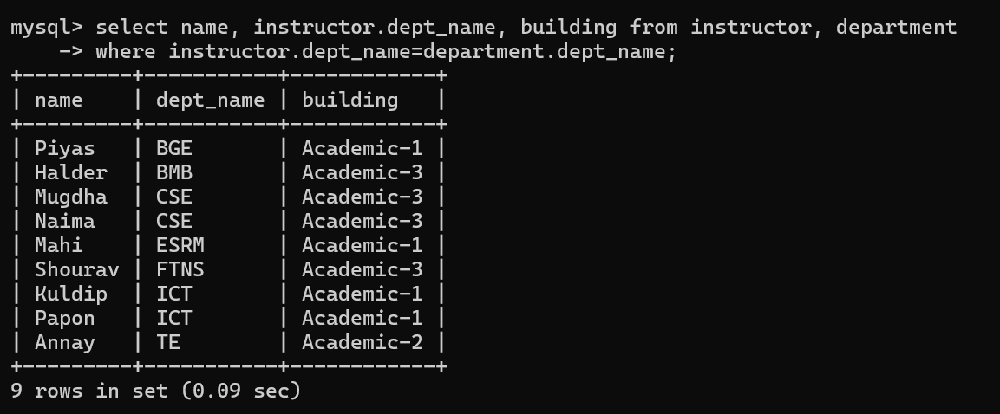 mysql> select name, instructor.dept_name, building from instructor, department
    -> where instructor.dept_name=department.dept_name;
+---------+-----------+------------+
| name    | dept_name | building   |
+---------+-----------+------------+
| Piyas   | BGE       | Academic-1 |
| Halder  | BMB       | Academic-3 |
| Mugdha  | CSE       | Academic-3 |
| Naima   | CSE       | Academic-3 |
| Mahi    | ESRM      | Academic-1 |
| Shourav | FTNS      | Academic-3 |
| Kuldip  | ICT       | Academic-1 |
| Papon   | ICT       | Academic-1 |
| Annay   | TE        | Academic-2 |
+---------+-----------+------------+
9 rows in set (0.09 sec)